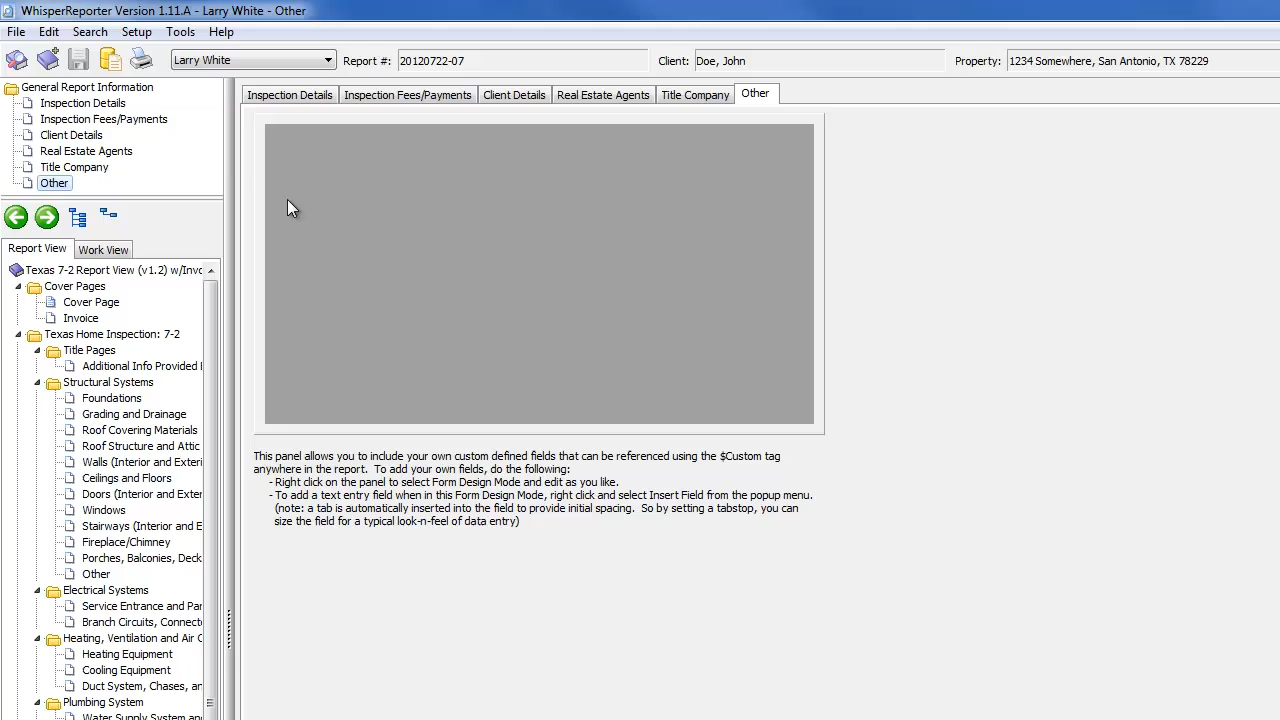 WhisperReporter Version 1.11.A - Larry White - Other
File Edit Search Setup Tools Help
Larry White Report #: 20120722-07 Client: Doe, John Property: 1234 Somewhere, San Antonio, TX 78229
General Report Information
Inspection Details
Inspection Fees/Payments
Client Details
Real Estate Agents
Title Company
Other
Report View Work View
Texas 7-2 Report View (v1.2) w/Invo
Cover Pages
Cover Page
Invoice
Texas Home Inspection: 7-2
Title Pages
Additional Info Provided
Structural Systems
Foundations
Grading and Drainage
Roof Covering Materials
Roof Structure and Attic
Walls (Interior and Exteri
Ceilings and Floors
Doors (Interior and Exter
Windows
Stairways (Interior and E
Fireplace/Chimney
Porches, Balconies, Deck
Other
Electrical Systems
Service Entrance and Par
Branch Circuits, Connect
Heating, Ventilation and Air C
Heating Equipment
Cooling Equipment
Duct System, Chases, an
Plumbing System
Water Supply System an
Inspection Details Inspection Fees/Payments Client Details Real Estate Agents Title Company Other
This panel allows you to include your own custom defined fields that can be referenced using the $Custom tag
anywhere in the report. To add your own fields, do the following:
- Right click on the panel to select Form Design Mode and edit as you like.
- To add a text entry field when in this Form Design Mode, right click and select Insert Field from the popup menu.
(note: a tab is automatically inserted into the field to provide initial spacing. So by setting a tabstop, you can
size the field for a typical look-n-feel of data entry)